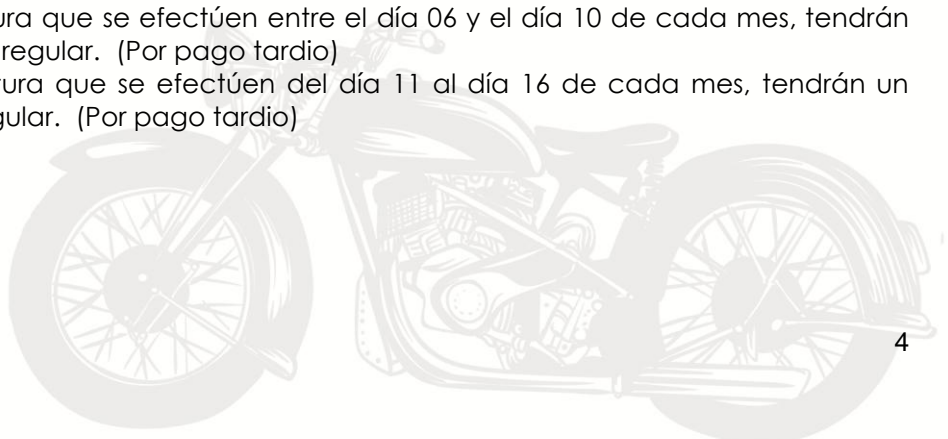 ura que se efectúen entre el día 06 y el día 10 de cada mes, tendrán
regular. (Por pago tardio)
tura que se efectúen del día 11 al día 16 de cada mes, tendrán un
gular. (Por pago tardio)
4